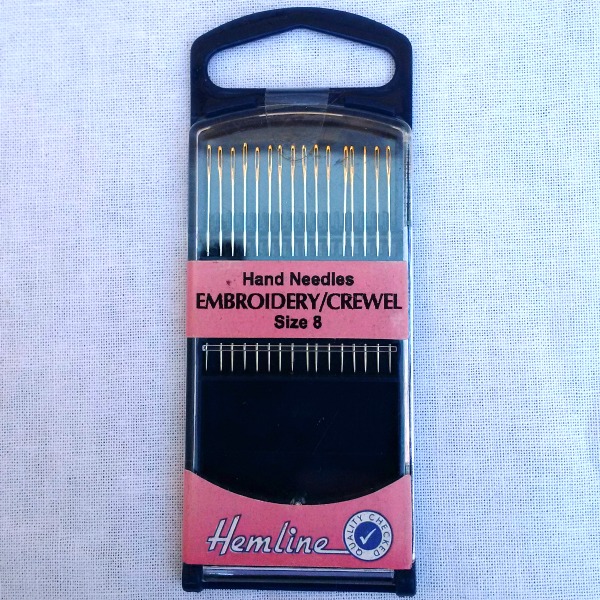 Hand Needles
EMBROIDERY/CREWEL
Size 8
Hemline
QUALITY CHECKED